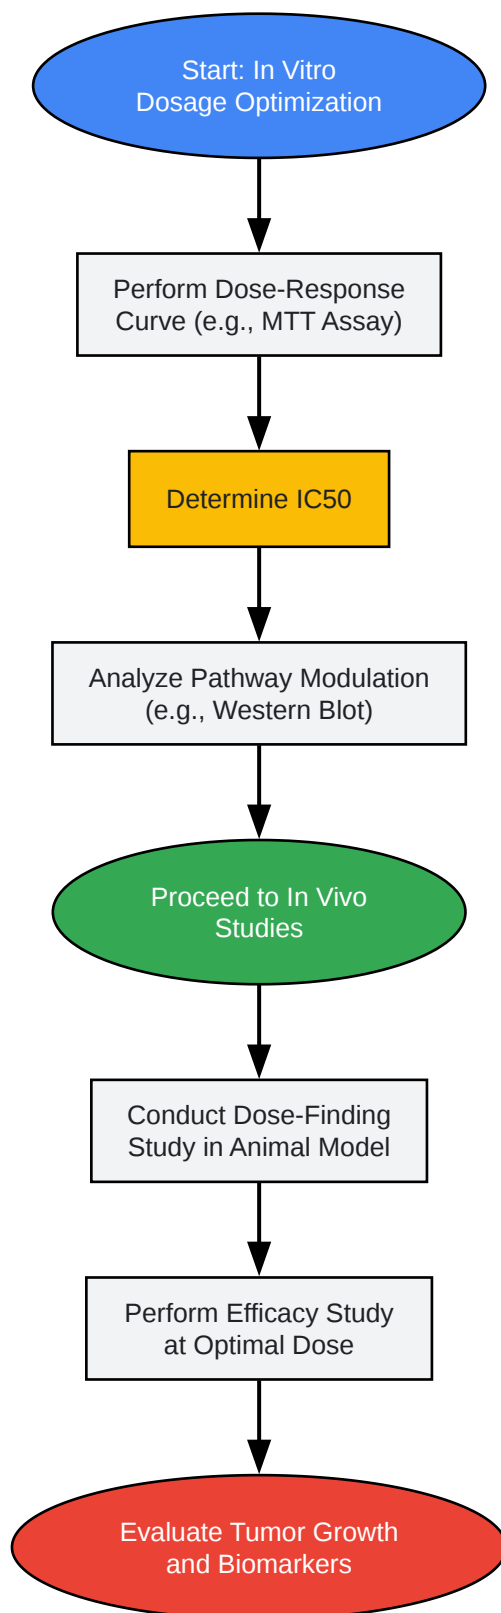 Start: In Vitro
Dosage Optimization
Perform Dose-Response
Curve (e.g., MTT Assay)
Determine IC50
Analyze Pathway Modulation
(e.g., Western Blot)
Proceed to In Vivo
Studies
Conduct Dose-Finding
Study in Animal Model
Perform Efficacy Study
at Optimal Dose
Evaluate Tumor Growth
and Biomarkers